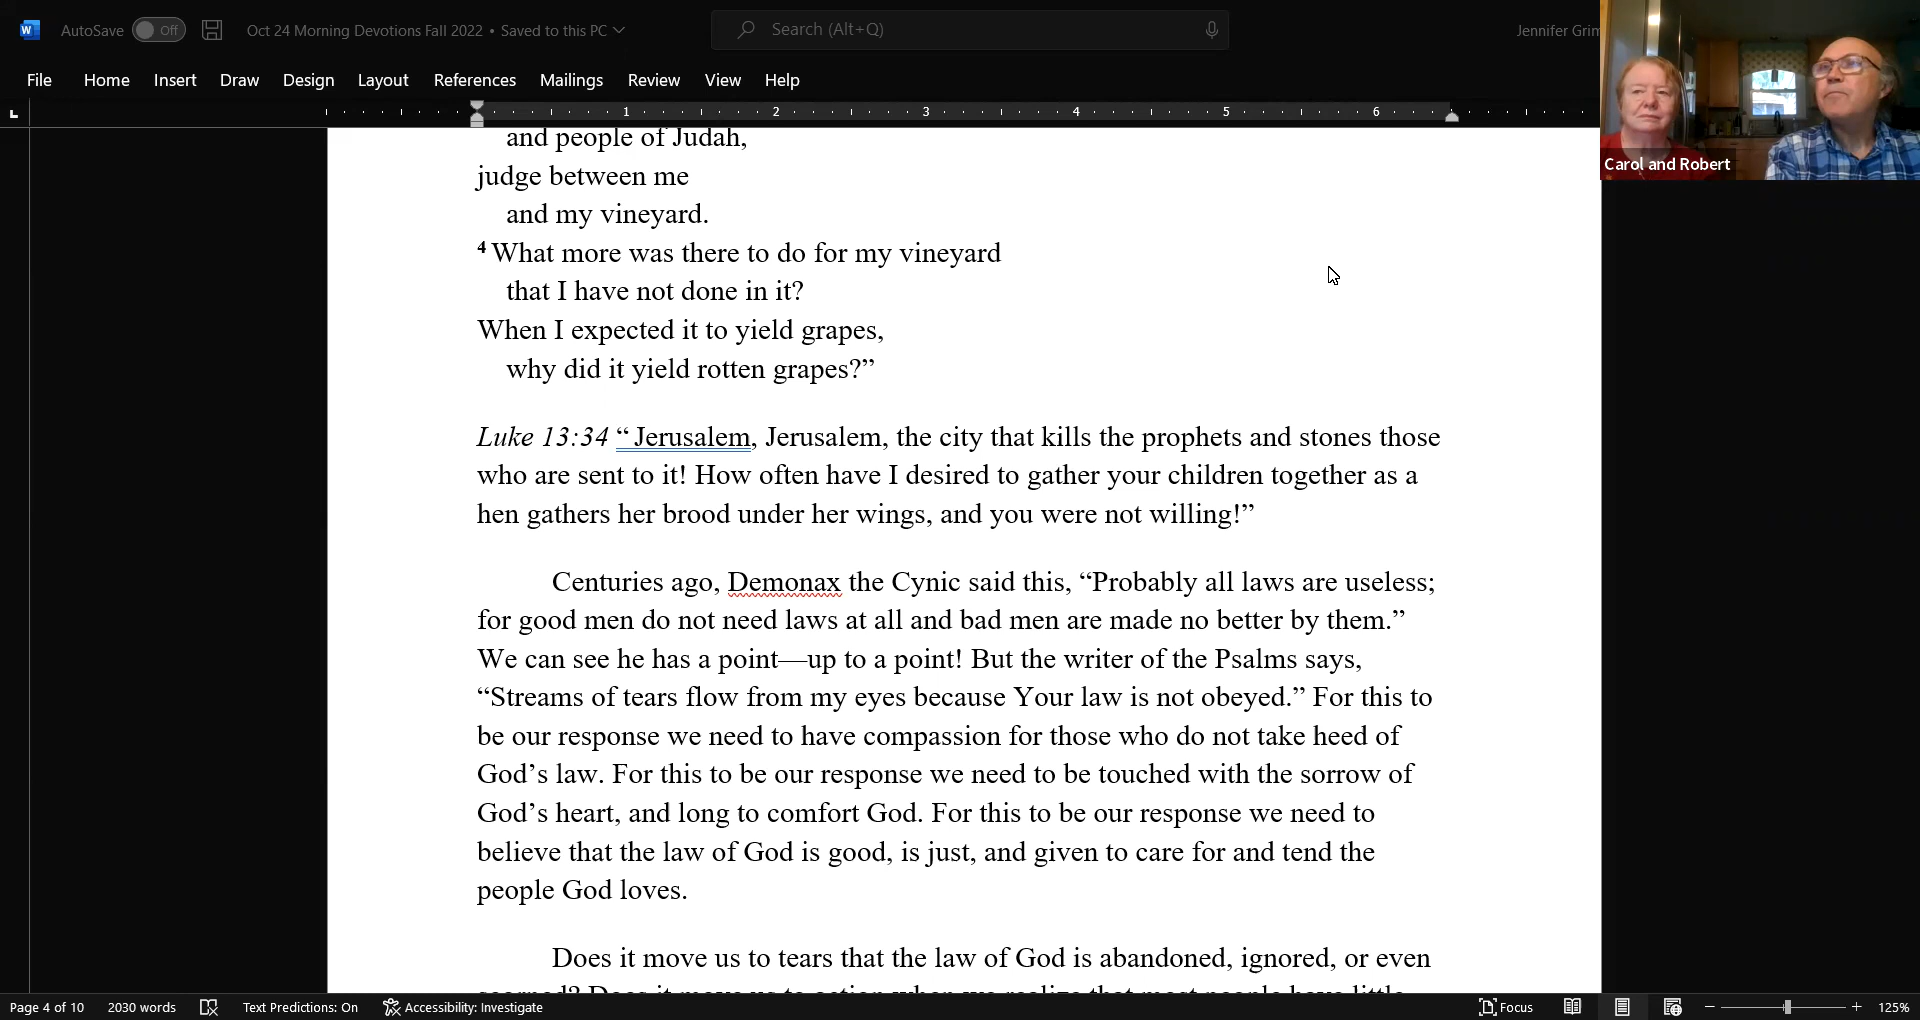 W AutoSave Off Oct 24 Morning Devotions Fall 2022 • Saved to this PC Search (Alt+Q) Jennifer
File Home Insert Draw Design Layout References Mailings Review View Help
1 2 3 4 5 6
Carol and Robert
and people of Judah,
judge between me
and my vineyard.
4 What more was there to do for my vineyard
that I have not done in it?
When I expected it to yield grapes,
why did it yield rotten grapes?”
Luke 13:34 “ Jerusalem, Jerusalem, the city that kills the prophets and stones those
who are sent to it! How often have I desired to gather your children together as a
hen gathers her brood under her wings, and you were not willing!”
Centuries ago, Demonax the Cynic said this, “Probably all laws are useless;
for good men do not need laws at all and bad men are made no better by them.”
We can see he has a point—up to a point! But the writer of the Psalms says,
“Streams of tears flow from my eyes because Your law is not obeyed.” For this to
be our response we need to have compassion for those who do not take heed of
God’s law. For this to be our response we need to be touched with the sorrow of
God’s heart, and long to comfort God. For this to be our response we need to
believe that the law of God is good, is just, and given to care for and tend the
people God loves.
Does it move us to tears that the law of God is abandoned, ignored, or even
Page 4 of 10 2030 words Text Predictions: On Accessibility: Investigate Focus 125%